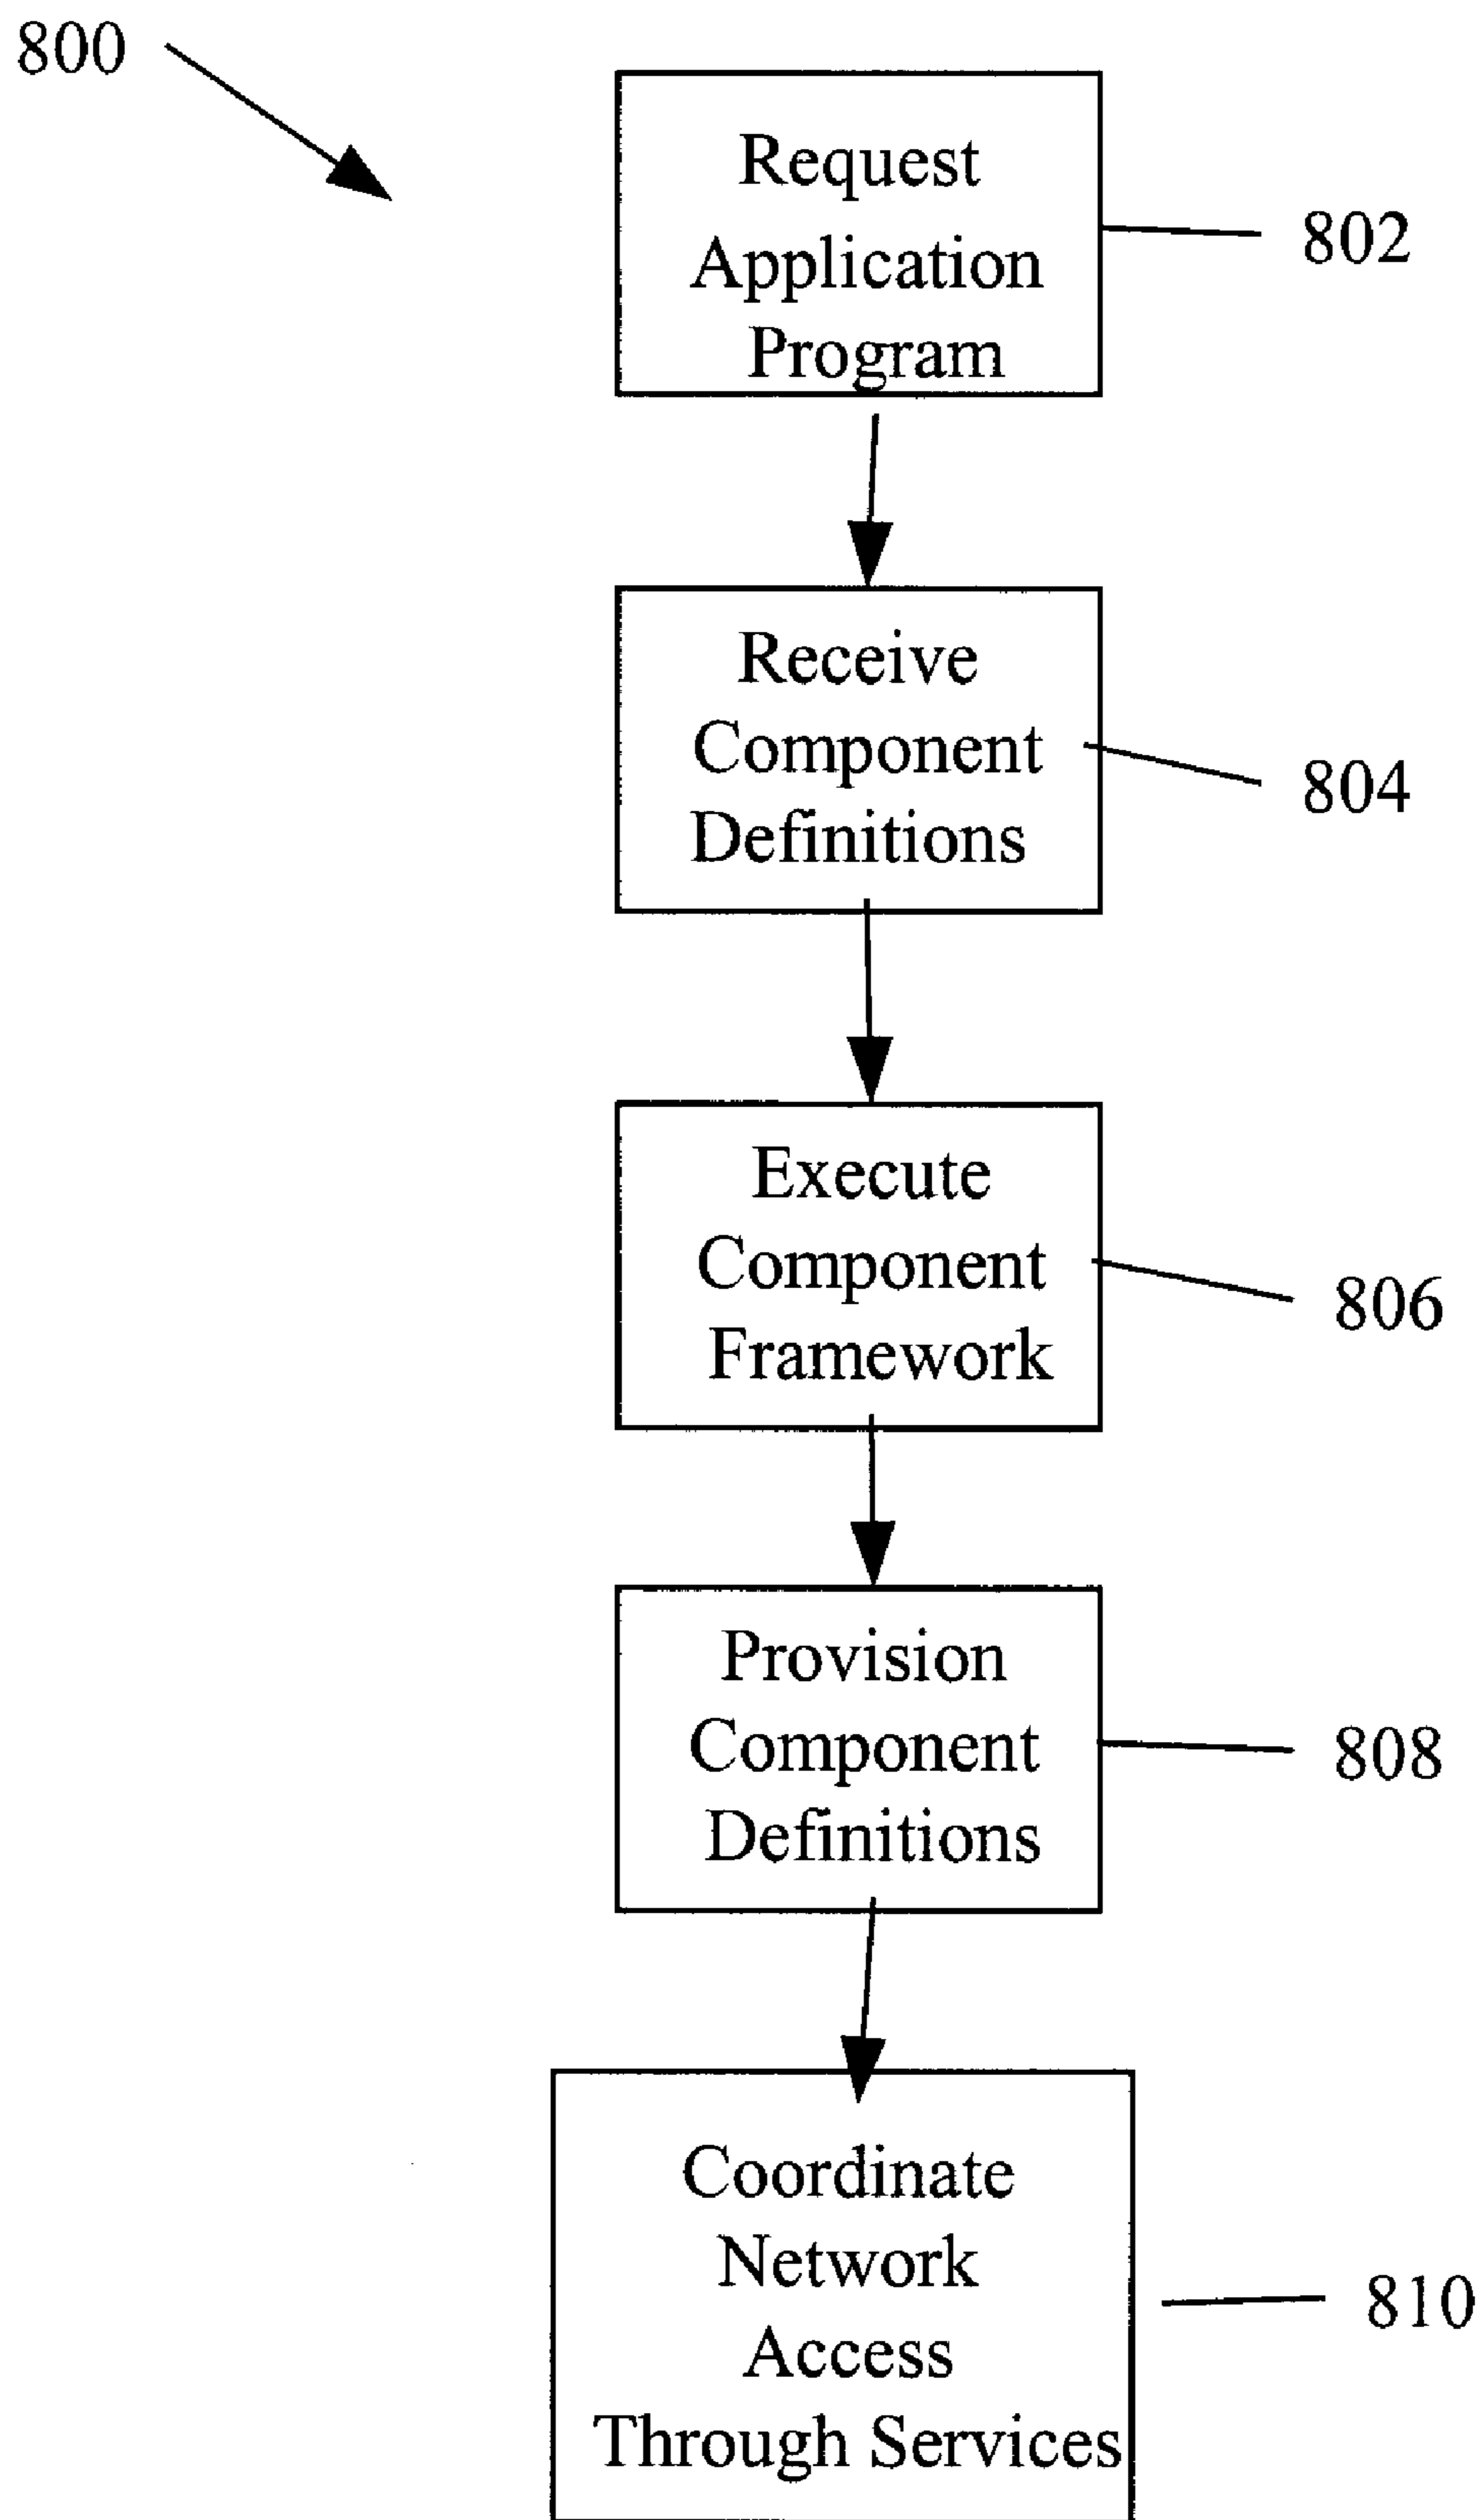 800
Request
Application
Program
802
Receive
Component
Definitions
804
Execute
Component
Framework
806
Provision
Component
Definitions
808
Coordinate
Network
Access
Through Services
810